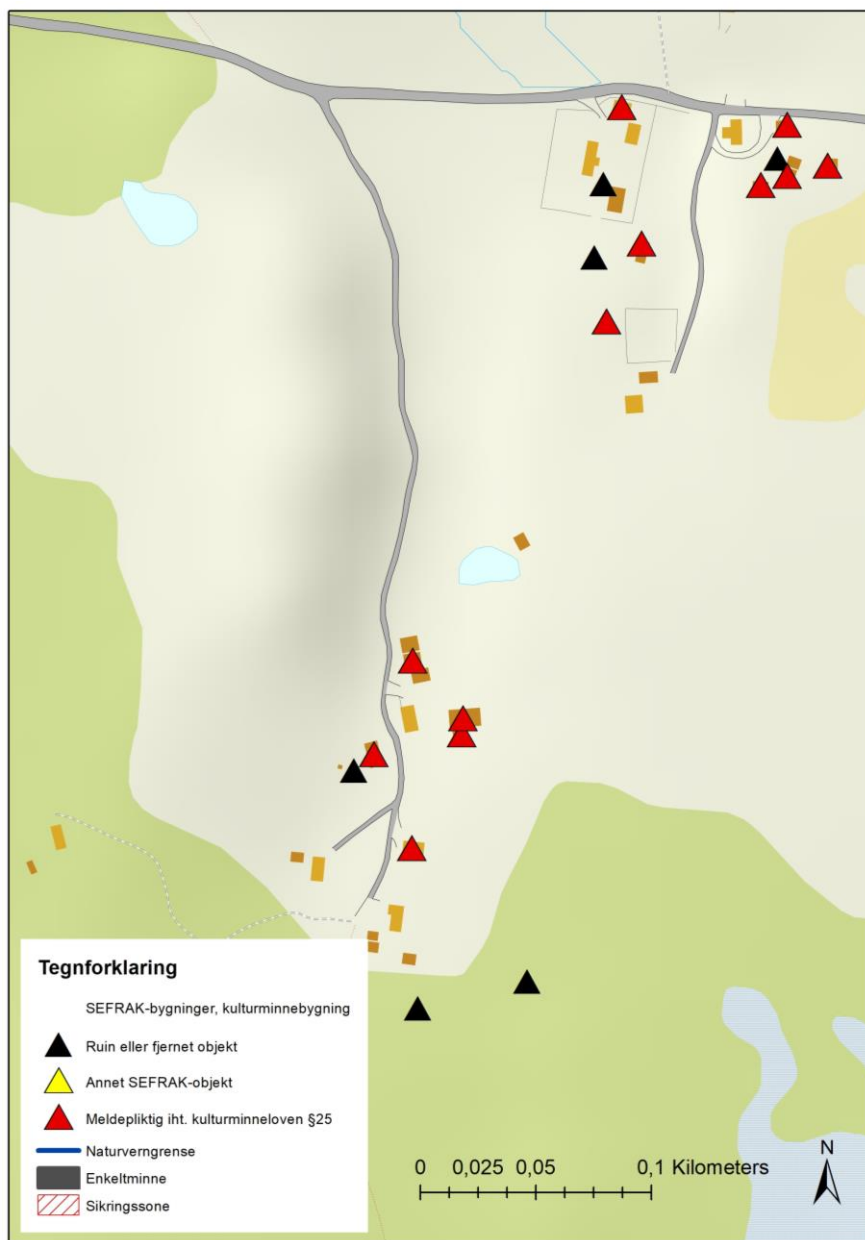 Tegnforklaring
SEFRAK-bygninger, kulturminnebygning
Ruin eller fjernet objekt
Annet SEFRAK-objekt
Meldepliktig iht. kulturminneloven §25
Naturverngrense
Enkeltminne
Sikringssone
0 0,025 0,05 0,1 Kilometers
N